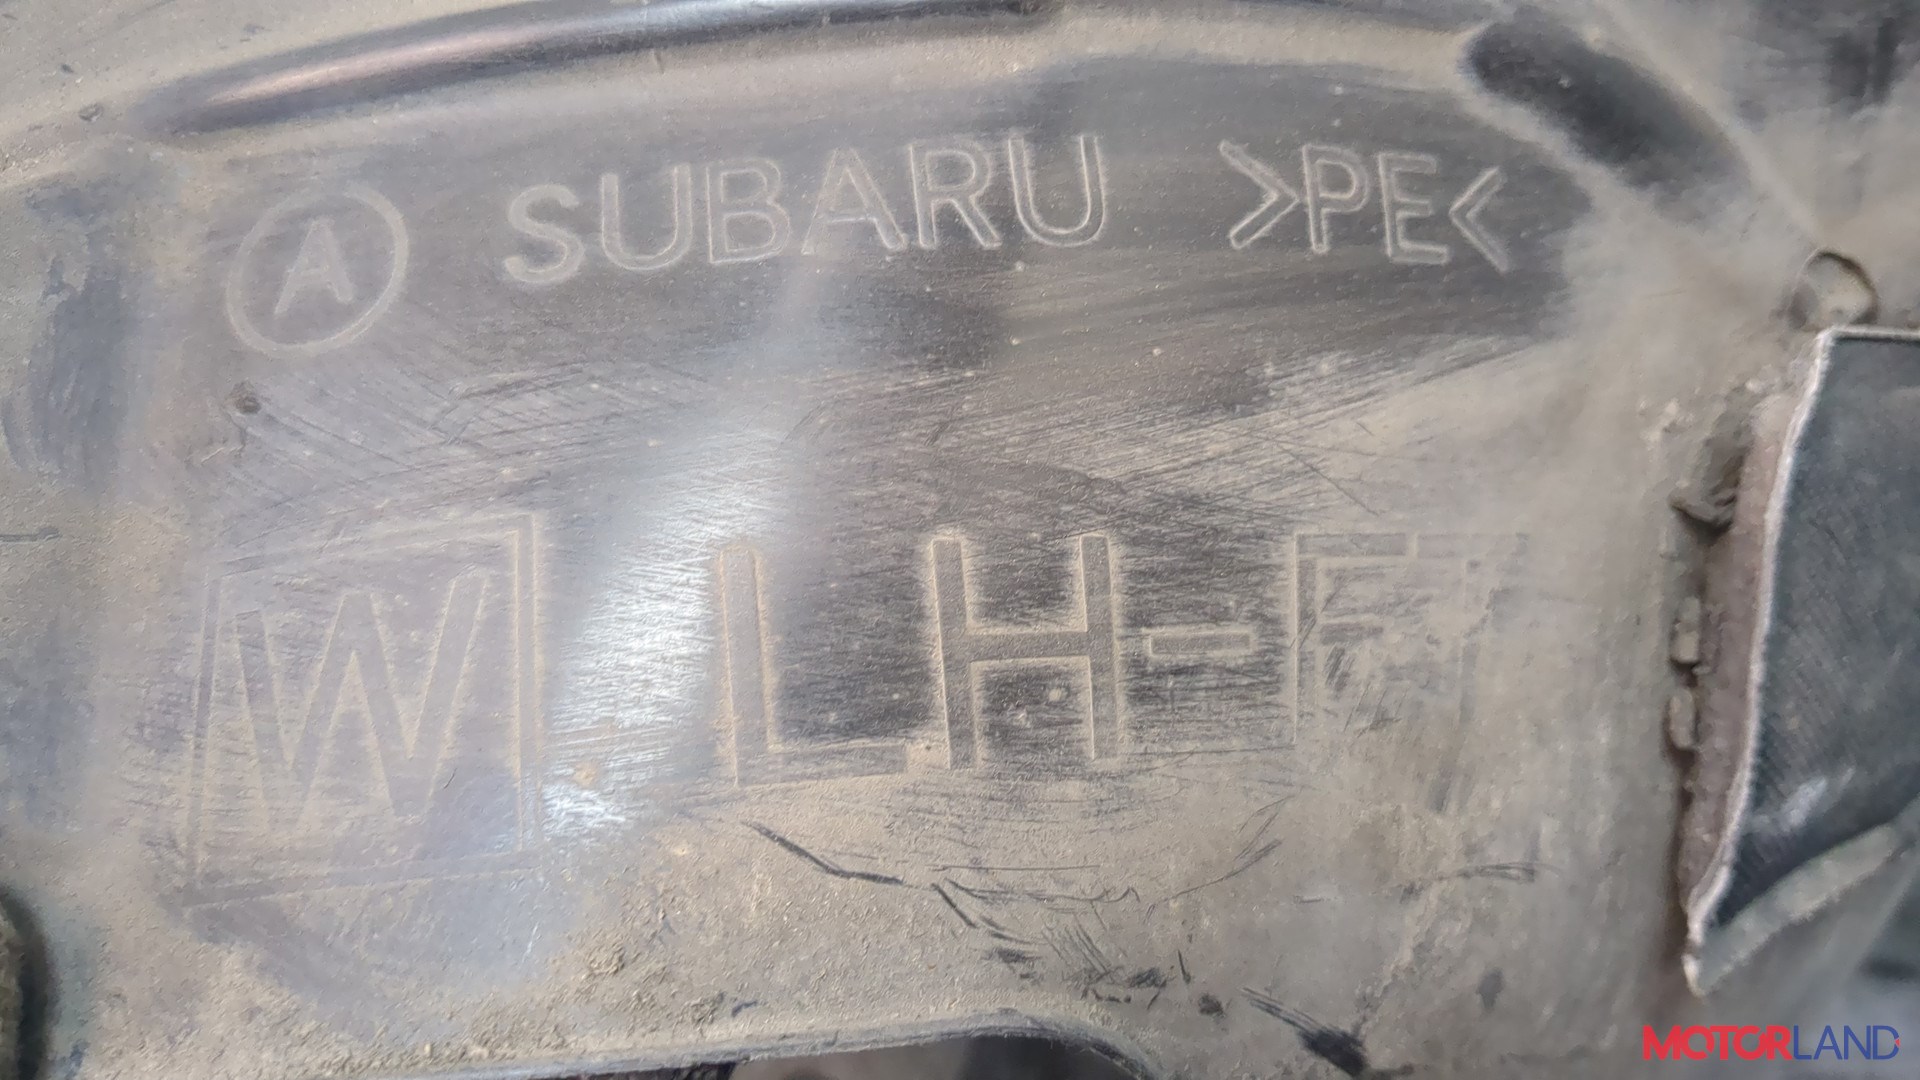 A SUBARU >PE<
W LH-F
MOTORLAND